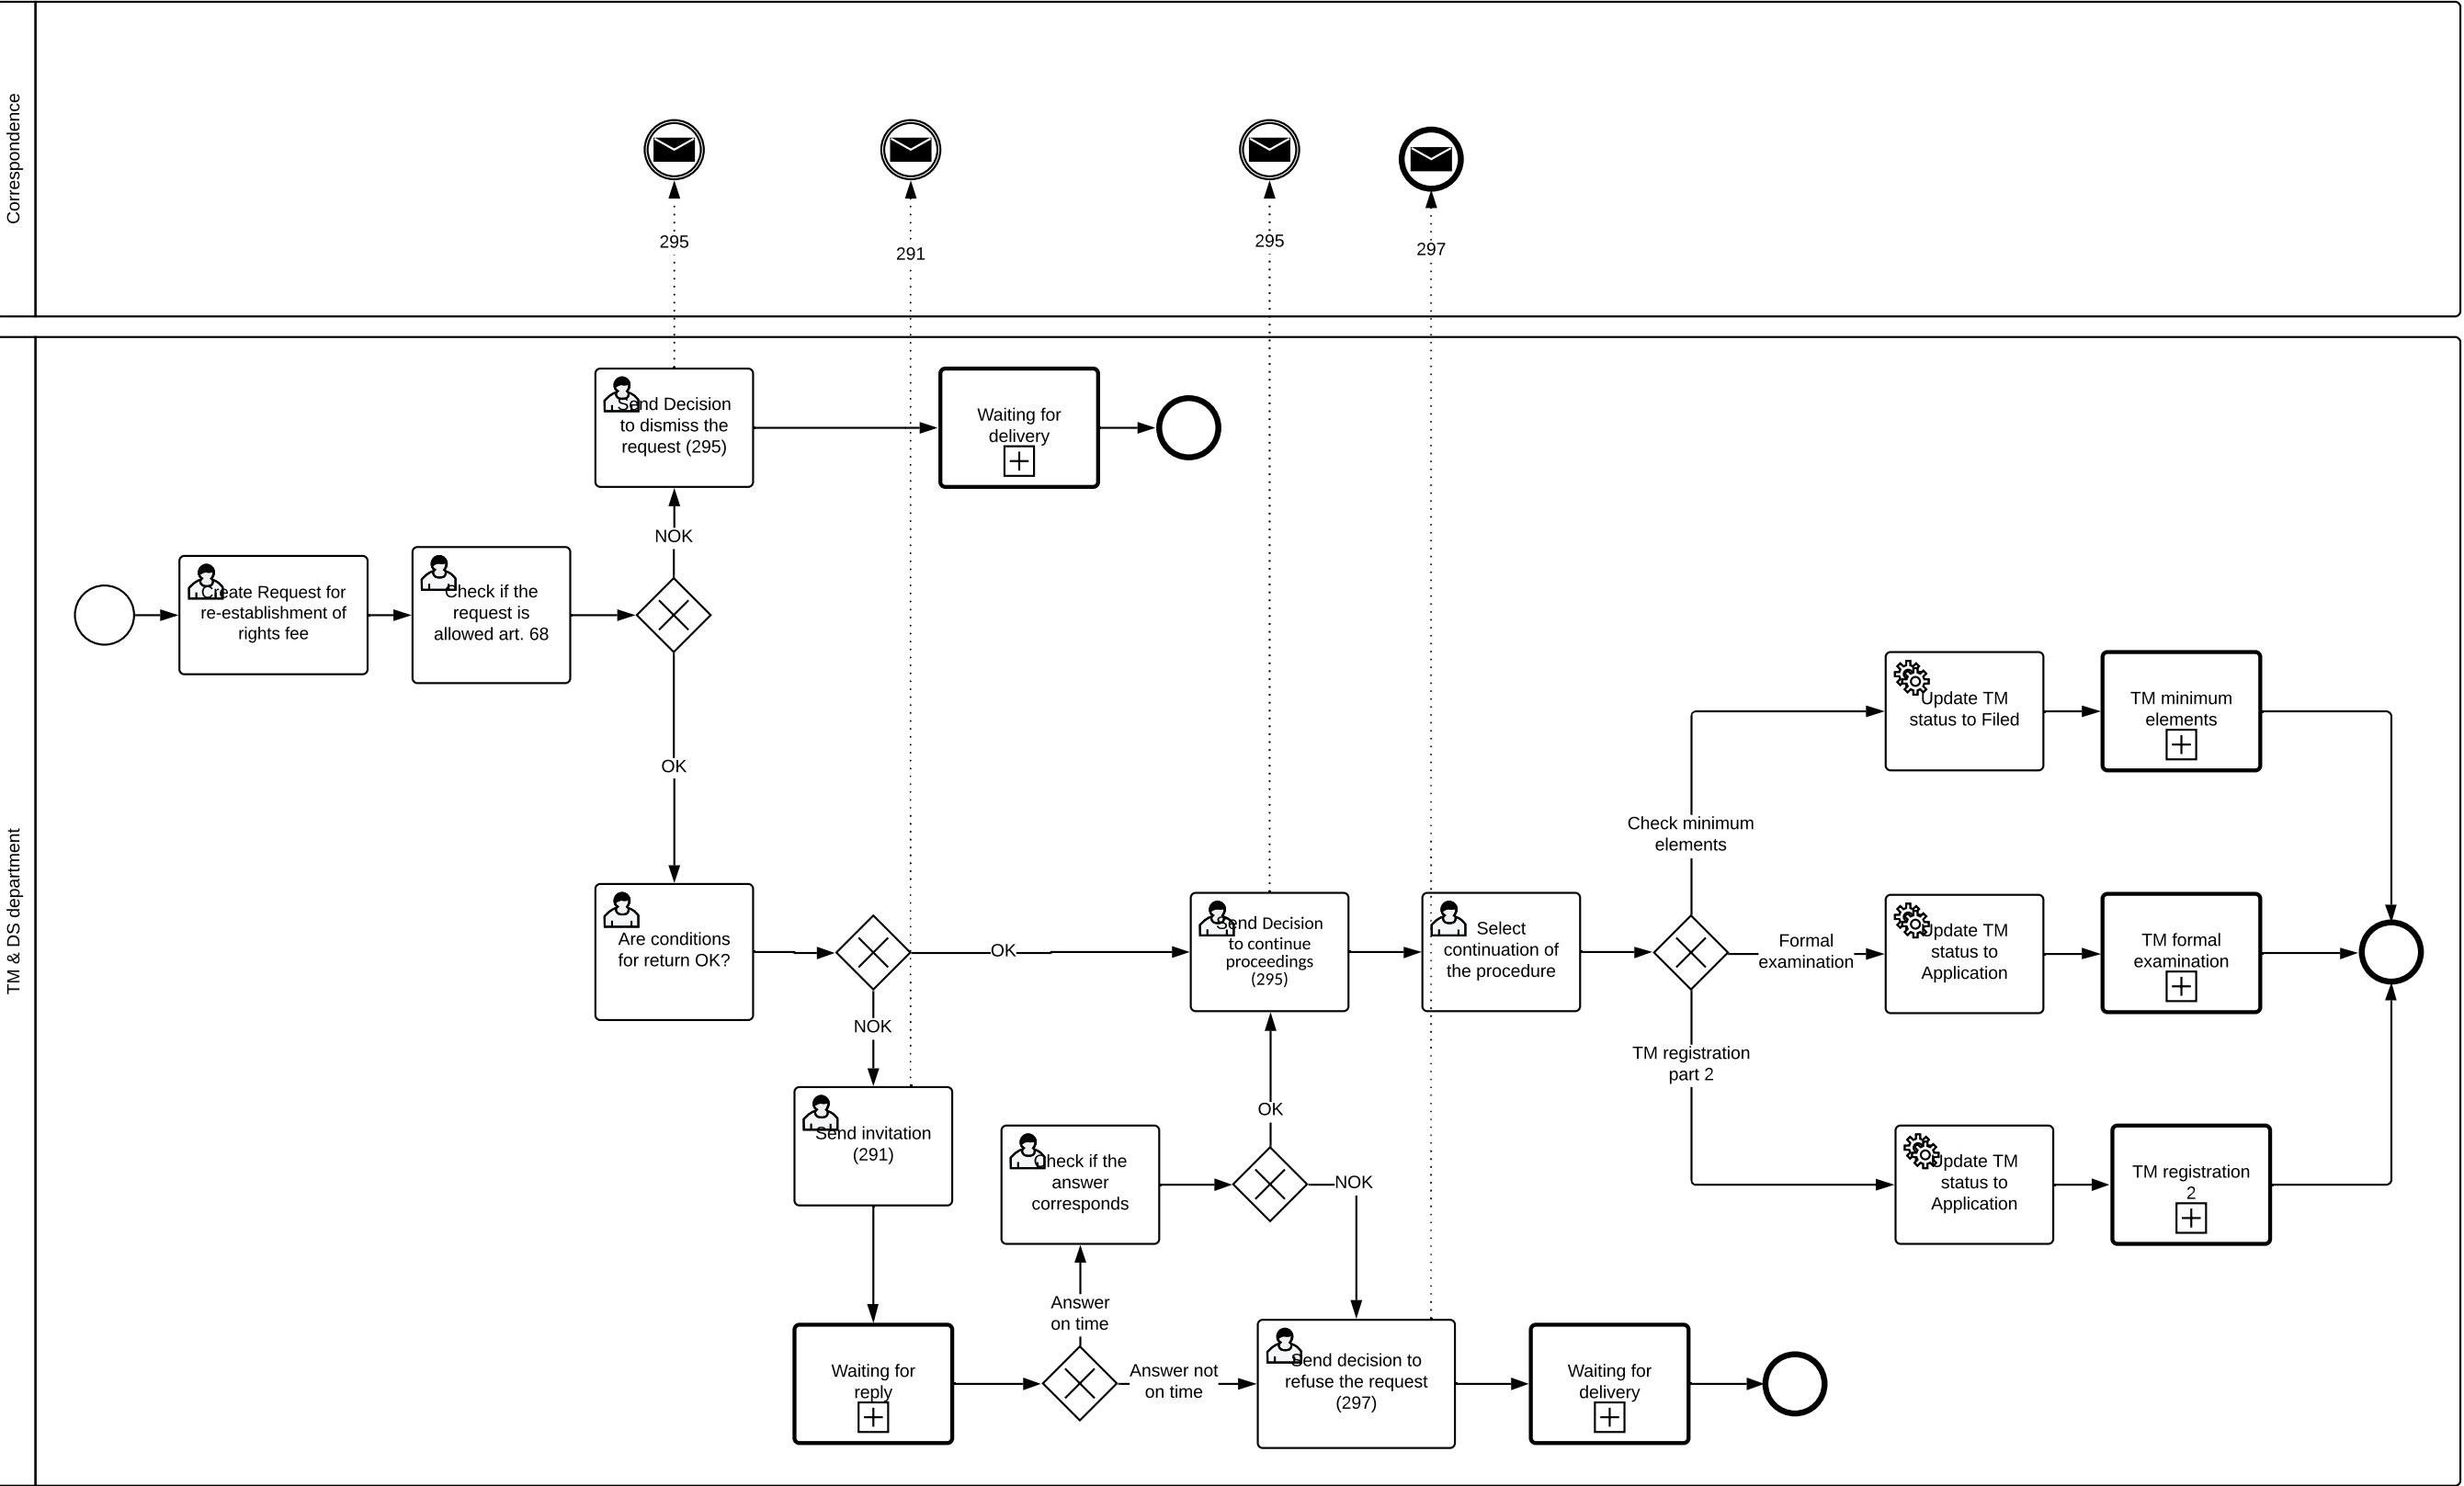 Correspondence
295
291
295
297
TM & DS department
Send Decision
to dismiss the
request (295)
Waiting for
delivery
NOK
Create Request for
re-establishment of
rights fee
Check if the
request is
allowed art. 68
OK
Are conditions
for return OK?
OK
NOK
Send invitation
(291)
Waiting for
reply
Answer
on time
Answer not
on time
Check if the
answer
corresponds
OK
NOK
Send Decision
to continue
proceedings
(295)
Send decision to
refuse the request
(297)
Waiting for
delivery
Select
continuation of
the procedure
Check minimum
elements
Formal
examination
TM registration
part 2
Update TM
status to Filed
TM minimum
elements
Update TM
status to
Application
TM formal
examination
Update TM
status to
Application
TM registration
2